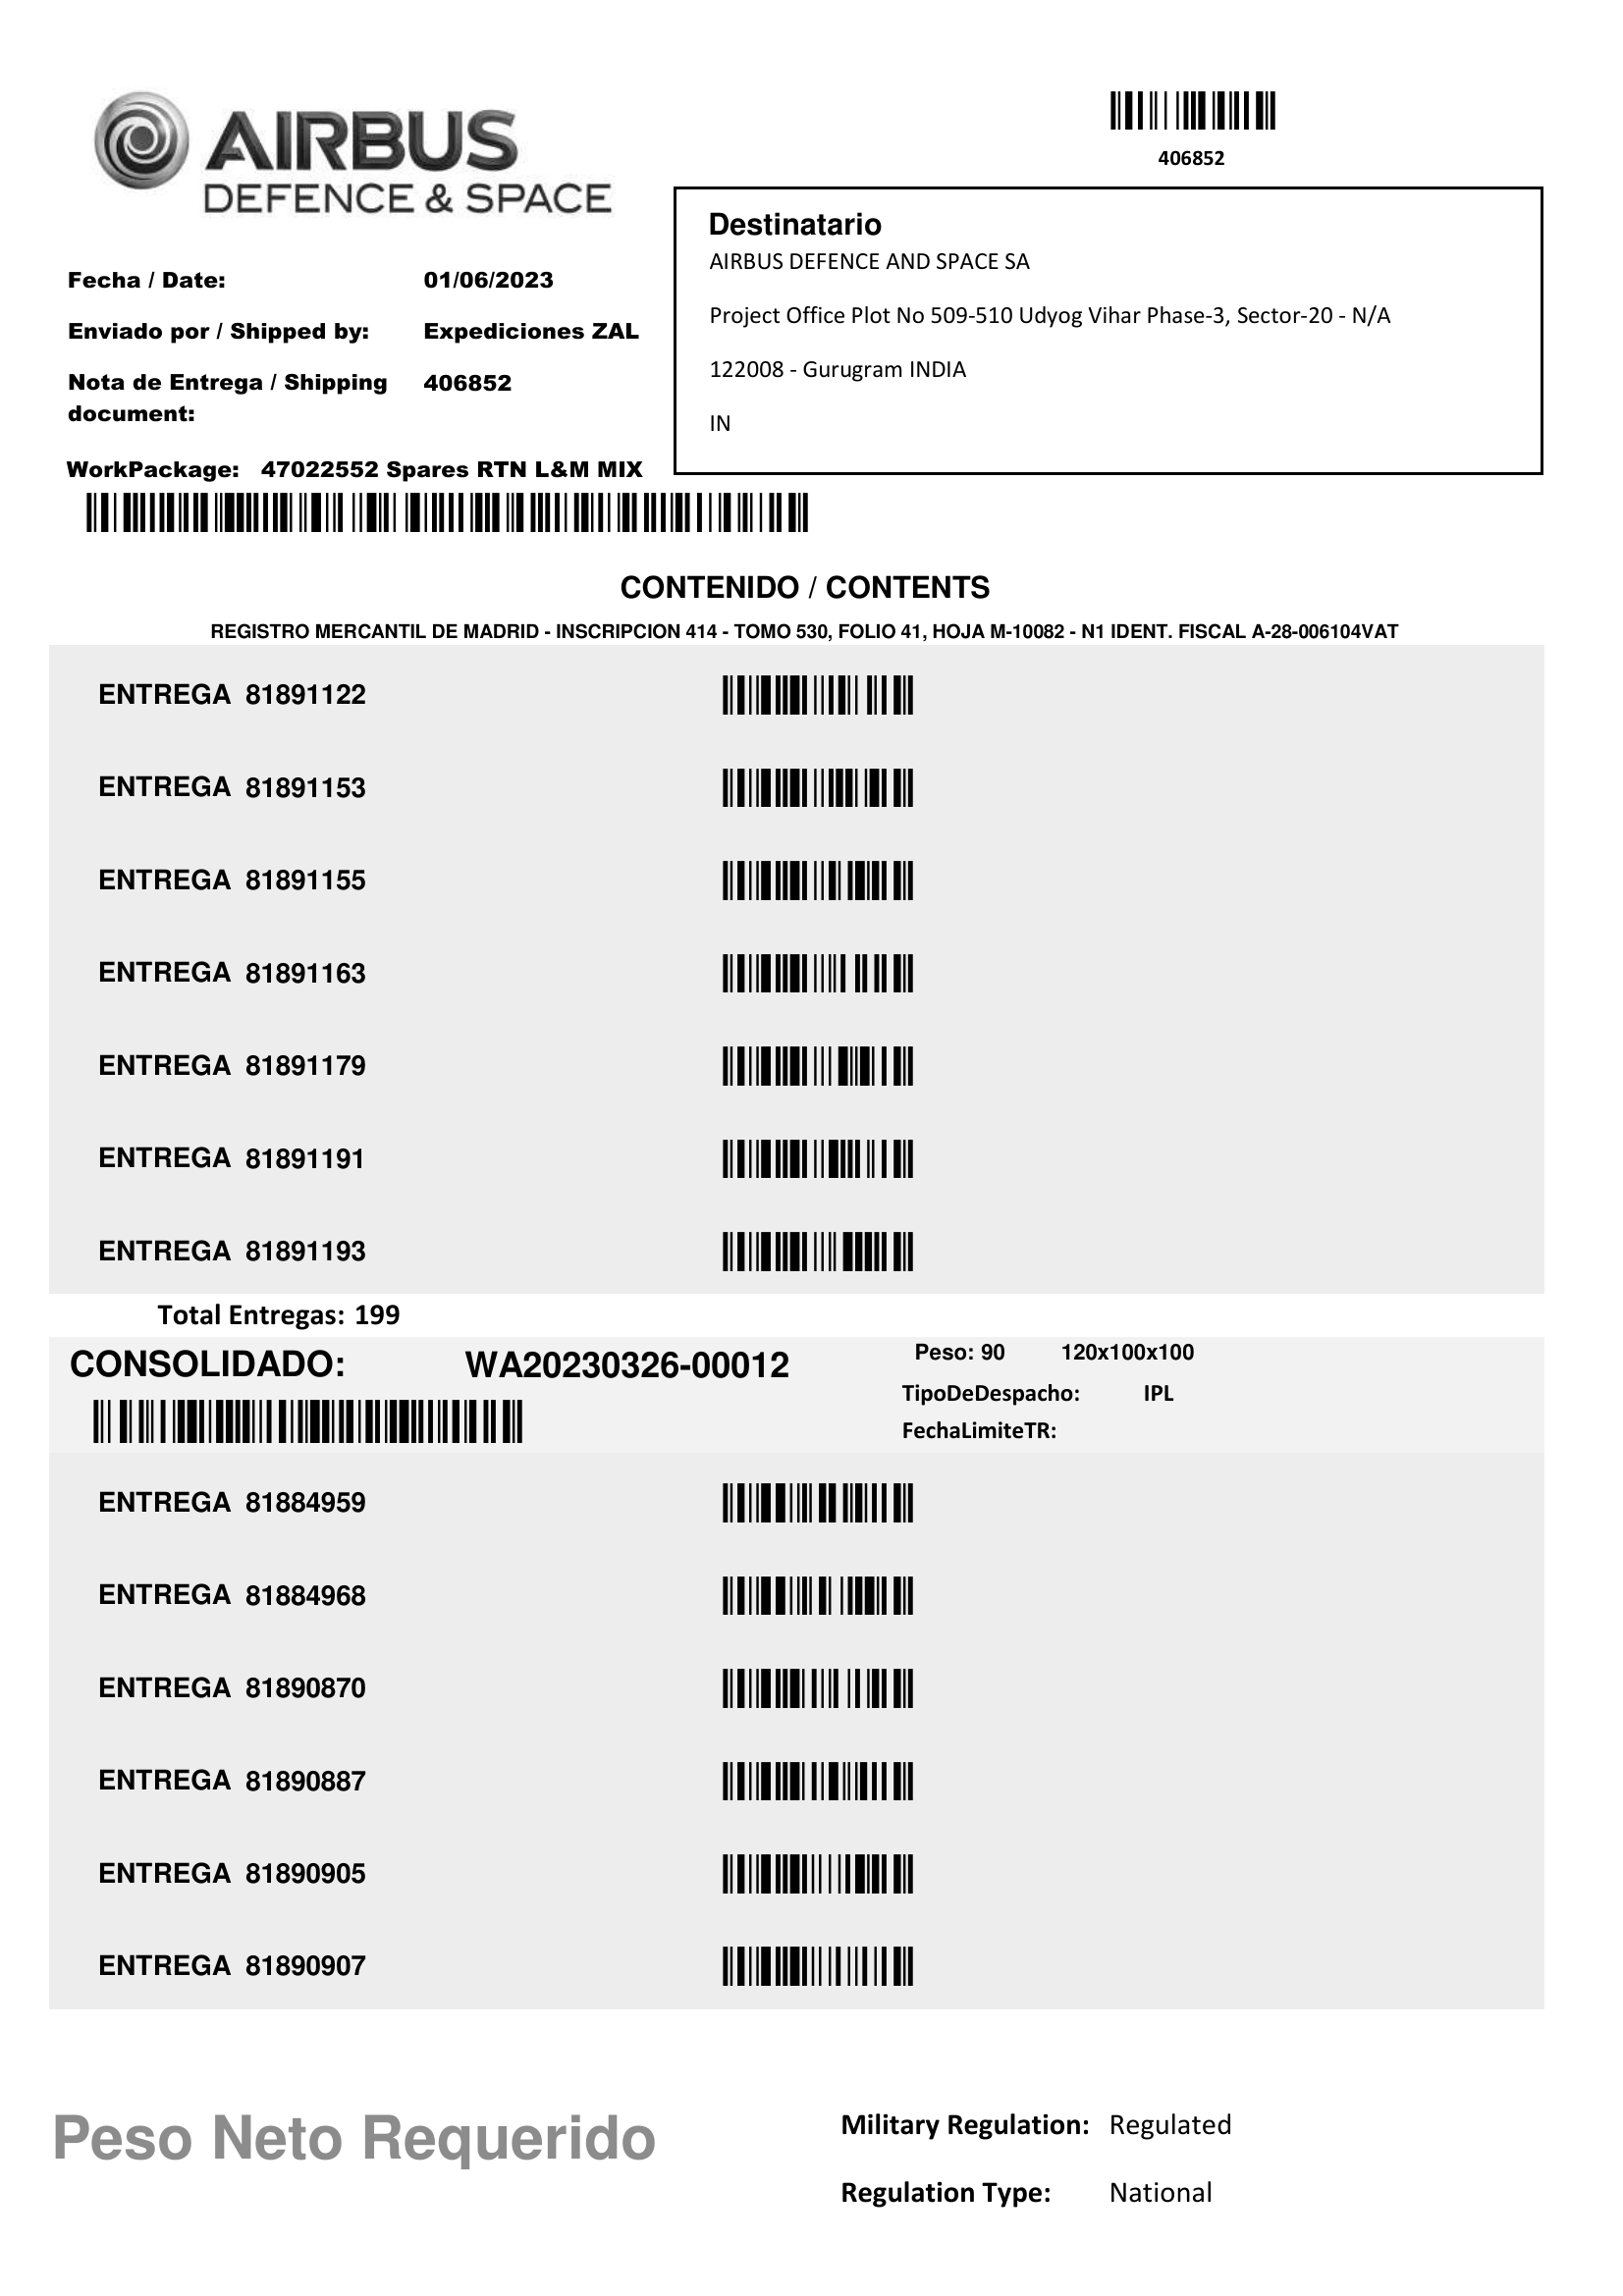 AIRBUS
DEFENCE & SPACE
406852
Destinatario
AIRBUS DEFENCE AND SPACE SA
Project Office Plot No 509-510 Udyog Vihar Phase-3, Sector-20 - N/A
122008 - Gurugram INDIA
IN
Fecha / Date: 01/06/2023
Enviado por / Shipped by: Expediciones ZAL
Nota de Entrega / Shipping document: 406852
WorkPackage: 47022552 Spares RTN L&M MIX
CONTENIDO / CONTENTS
REGISTRO MERCANTIL DE MADRID - INSCRIPCION 414 - TOMO 530, FOLIO 41, HOJA M-10082 - N1 IDENT. FISCAL A-28-006104VAT
ENTREGA 81891122
ENTREGA 81891153
ENTREGA 81891155
ENTREGA 81891163
ENTREGA 81891179
ENTREGA 81891191
ENTREGA 81891193
Total Entregas: 199
CONSOLIDADO: WA20230326-00012
Peso: 90 120x100x100
TipoDeDespacho: IPL
FechaLimiteTR:
ENTREGA 81884959
ENTREGA 81884968
ENTREGA 81890870
ENTREGA 81890887
ENTREGA 81890905
ENTREGA 81890907
Peso Neto Requerido
Military Regulation: Regulated
Regulation Type: National